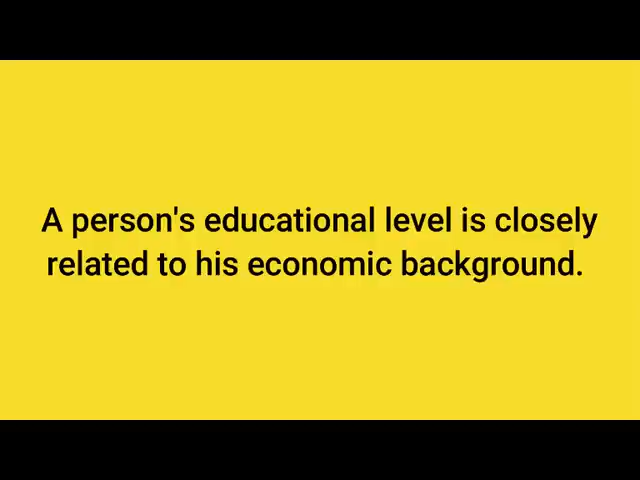 A person's educational level is closely
related to his economic background.